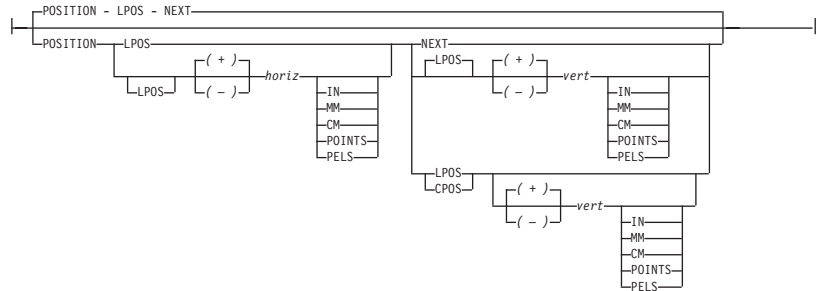 POSITION - LPOS - NEXT
POSITION LPOS NEXT
( + ) LPOS ( + )
horiz vert
LPOS ( – ) IN ( – ) IN
MM MM
CM CM
POINTS POINTS
PELS PELS
LPOS
CPOS ( + )
vert
( – ) IN
MM
CM
POINTS
PELS